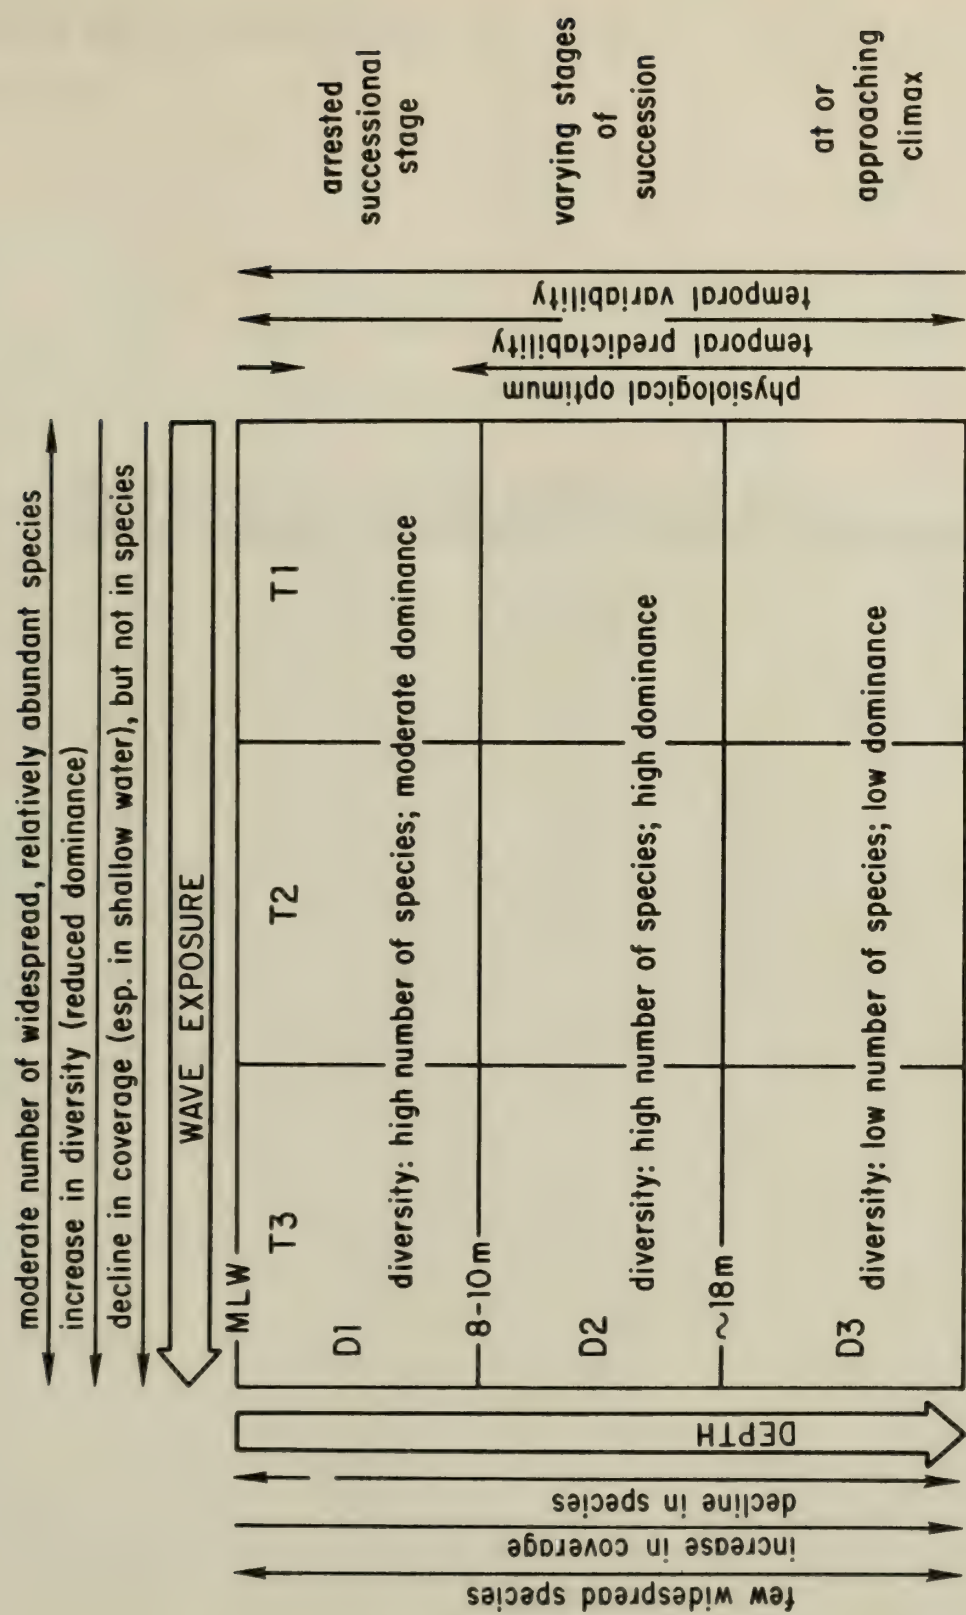 moderate number of widespread, relatively abundant species
increase in diversity (reduced dominance)
decline in coverage (esp. in shallow water), but not in species
WAVE EXPOSURE
MLW
T3
T2
T1
D1
diversity: high number of species; moderate dominance
8-10m
D2
diversity: high number of species; high dominance
~18m
D3
diversity: low number of species; low dominance
DEPTH
decline in species
increase in coverage
few widespread species
physiological optimum
temporal predictability
temporal variability
arrested
successional
stage
varying stages
of
succession
at or
approaching
climax